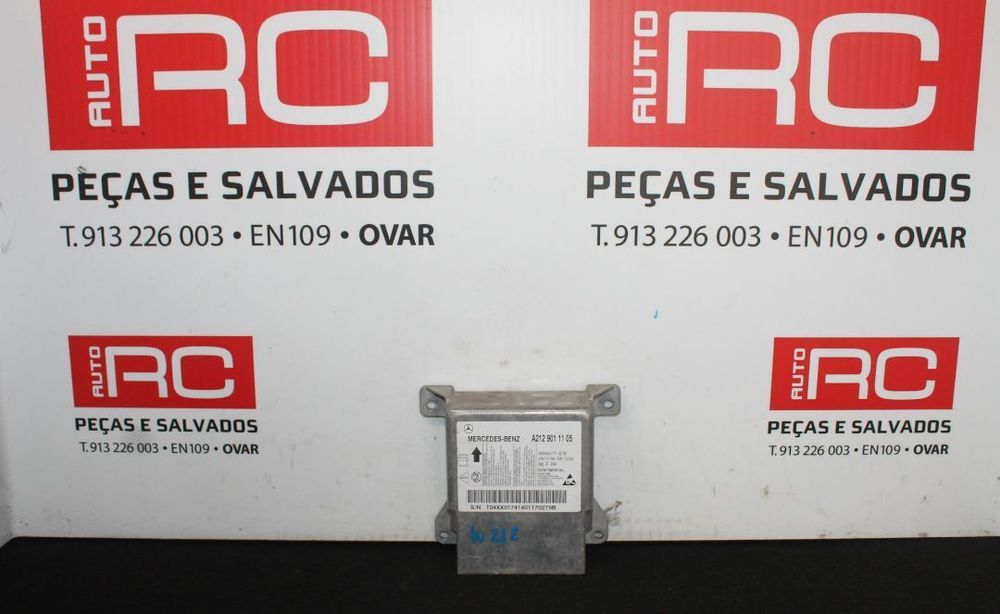 AUTO RC
PEÇAS E SALVADOS
T. 913 226 003 • EN109 • OVAR
AUTO RC
PEÇAS E SALVADOS
T. 913 226 003 • EN109 • OVAR
AUTO RC
PEÇAS E SALVADOS
T. 913 226 003 • EN109 • OVAR
AUTO RC
PEÇAS E SALVADOS
T. 913 226 003 • EN109 • OVAR
MERCEDES-BENZ A212 901 11 05
CONTINENTAL
S/N T04XX01741401170279B
W 212